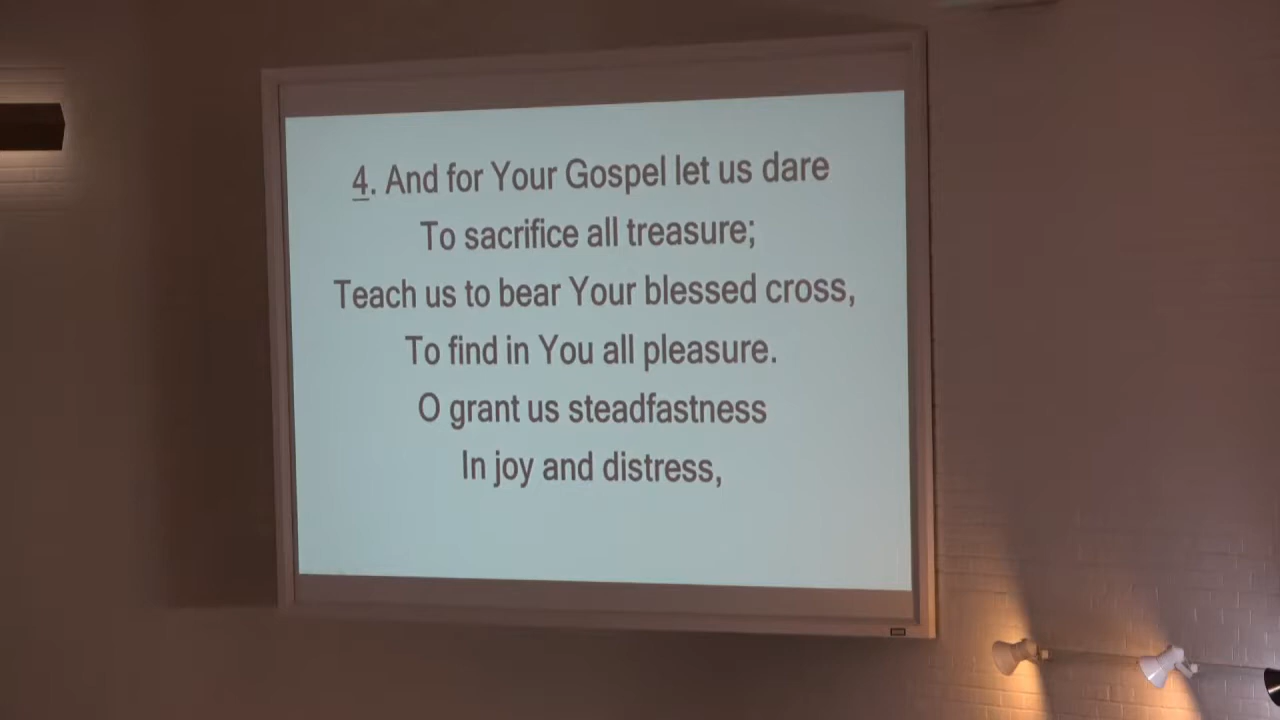 4. And for Your Gospel let us dare
To sacrifice all treasure;
Teach us to bear Your blessed cross,
To find in You all pleasure.
O grant us steadfastness
In joy and distress,